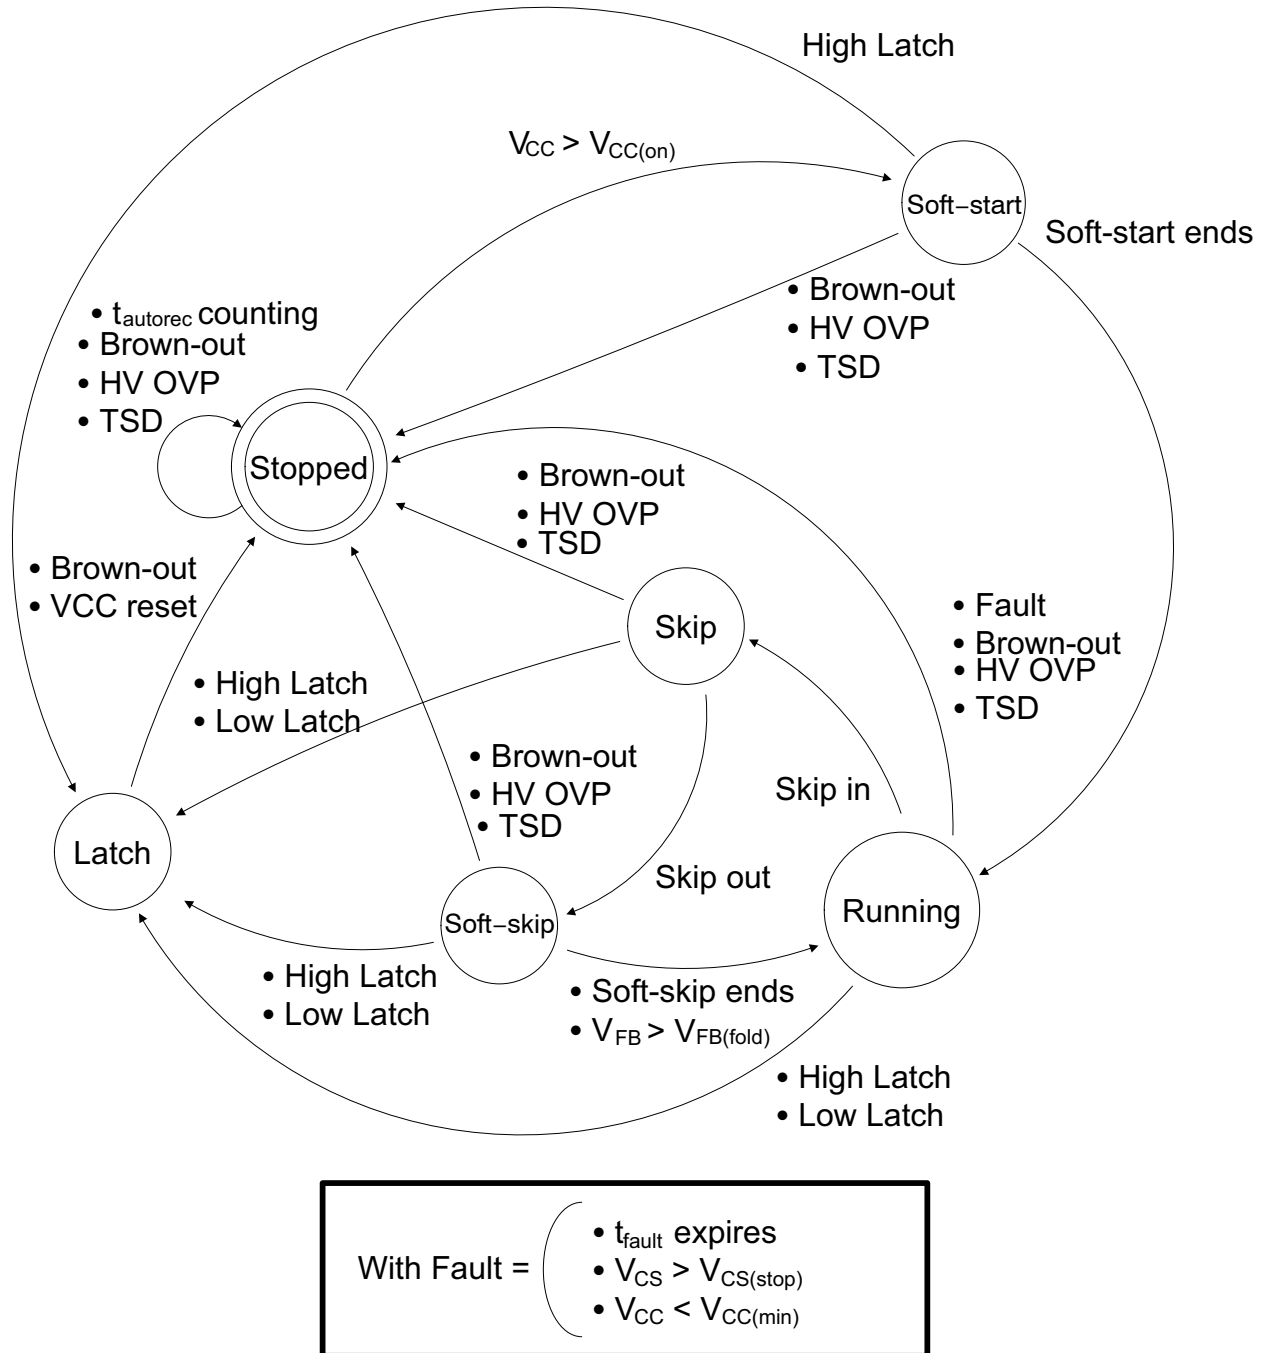 High Latch
VCC > VCC(on)
Soft−start
Soft-start ends
• Brown-out
• HV OVP
• TSD
• tautorec counting
• Brown-out
• HV OVP
• TSD
Stopped
• Brown-out
• HV OVP
• TSD
• Brown-out
• VCC reset
Skip
• Fault
• Brown-out
• HV OVP
• TSD
• High Latch
• Low Latch
• Brown-out
• HV OVP
• TSD
Skip in
Latch
Skip out
Soft−skip
Running
• High Latch
• Low Latch
• Soft-skip ends
• VFB > VFB(fold)
• High Latch
• Low Latch
With Fault =
• tfault expires
• VCS > VCS(stop)
• VCC < VCC(min)